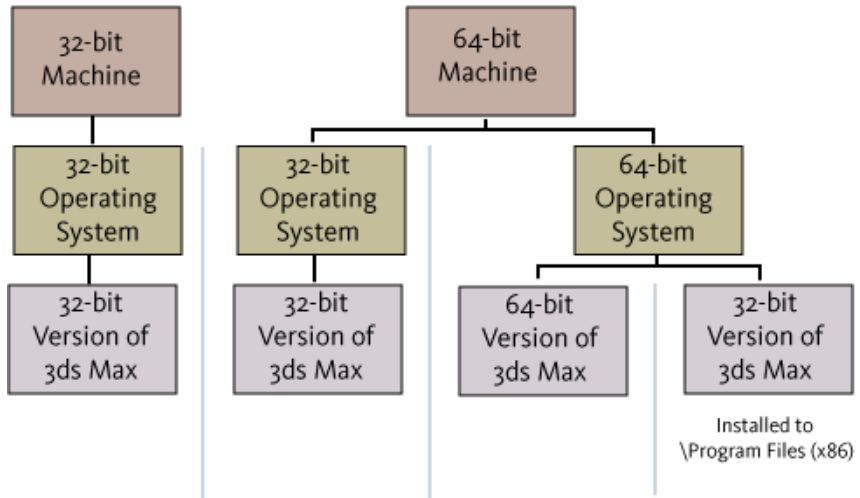 32-bit
Machine
64-bit
Machine
32-bit
Operating
System
32-bit
Operating
System
64-bit
Operating
System
32-bit
Version of
3ds Max
32-bit
Version of
3ds Max
64-bit
Version of
3ds Max
32-bit
Version of
3ds Max
Installed to
\Program Files (x86)